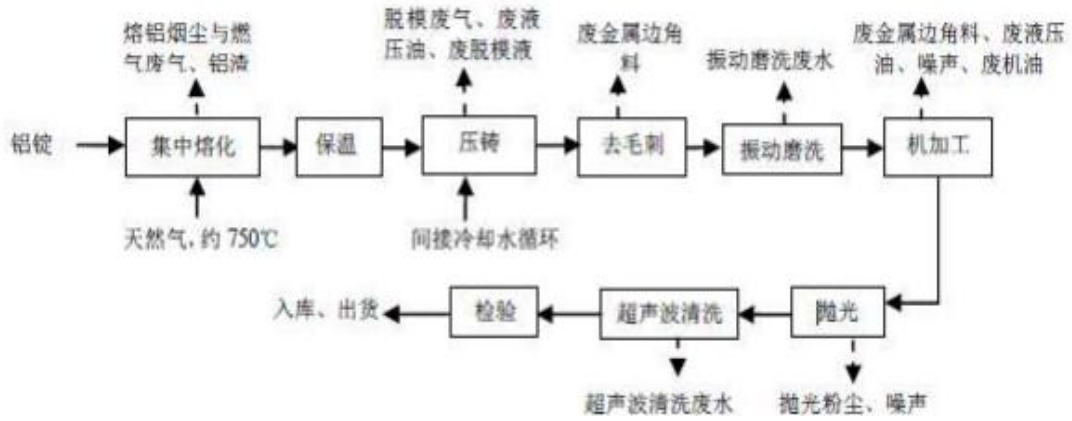 熔铝烟尘与燃
气废气、铝渣
脱模废气、废液
压油、废脱模液
废金属边角
料
振动磨洗废水
废金属边角料、废液压
油、噪声、废机油
铝锭
集中熔化
保温
压铸
去毛刺
振动磨洗
机加工
天然气,约 750℃
间接冷却水循环
入库、出货
检验
超声波清洗
抛光
超声波清洗废水
抛光粉尘、噪声